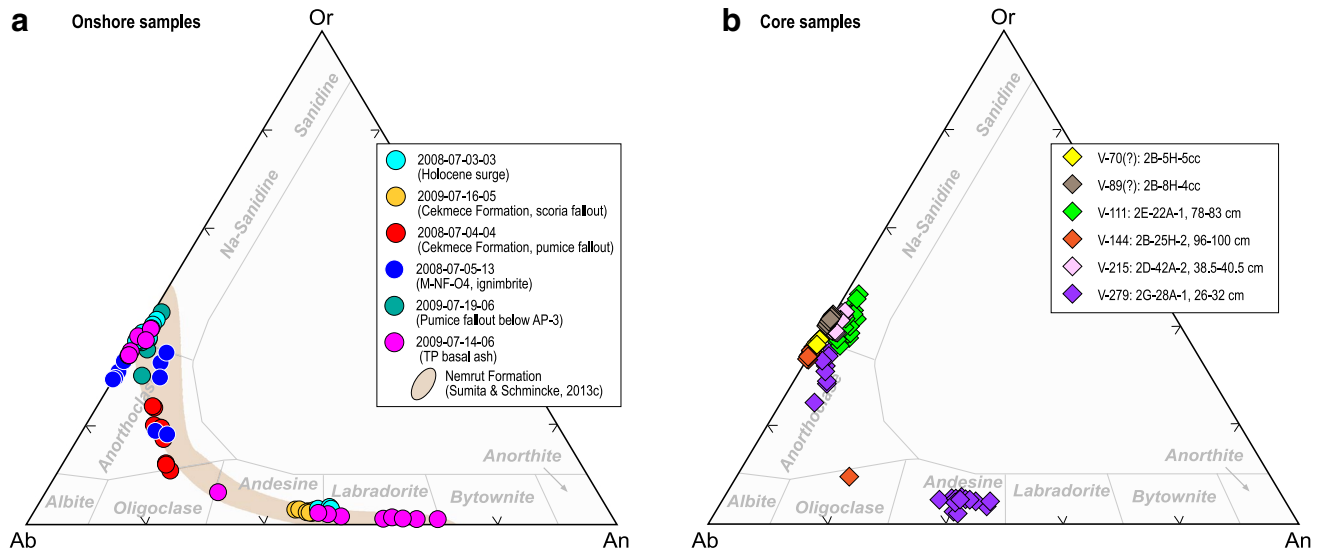 a Onshore samples
Or
Sanidine
Na-Sanidine
Anorthoclase
Albite
Oligoclase
Andesine
Labradorite
Bytownite
Anorthite
Ab
An
2008-07-03-03
(Holocene surge)
2009-07-16-05
(Cekmece Formation, scoria fallout)
2008-07-04-04
(Cekmece Formation, pumice fallout)
2008-07-05-13
(M-NF-O4, ignimbrite)
2009-07-19-06
(Pumice fallout below AP-3)
2009-07-14-06
(TP basal ash)
Nemrut Formation
(Sumita & Schmincke, 2013c)
b Core samples
Or
Sanidine
Na-Sanidine
Anorthoclase
Albite
Oligoclase
Andesine
Labradorite
Bytownite
Anorthite
Ab
An
V-70(?): 2B-5H-5cc
V-89(?): 2B-8H-4cc
V-111: 2E-22A-1, 78-83 cm
V-144: 2B-25H-2, 96-100 cm
V-215: 2D-42A-2, 38.5-40.5 cm
V-279: 2G-28A-1, 26-32 cm